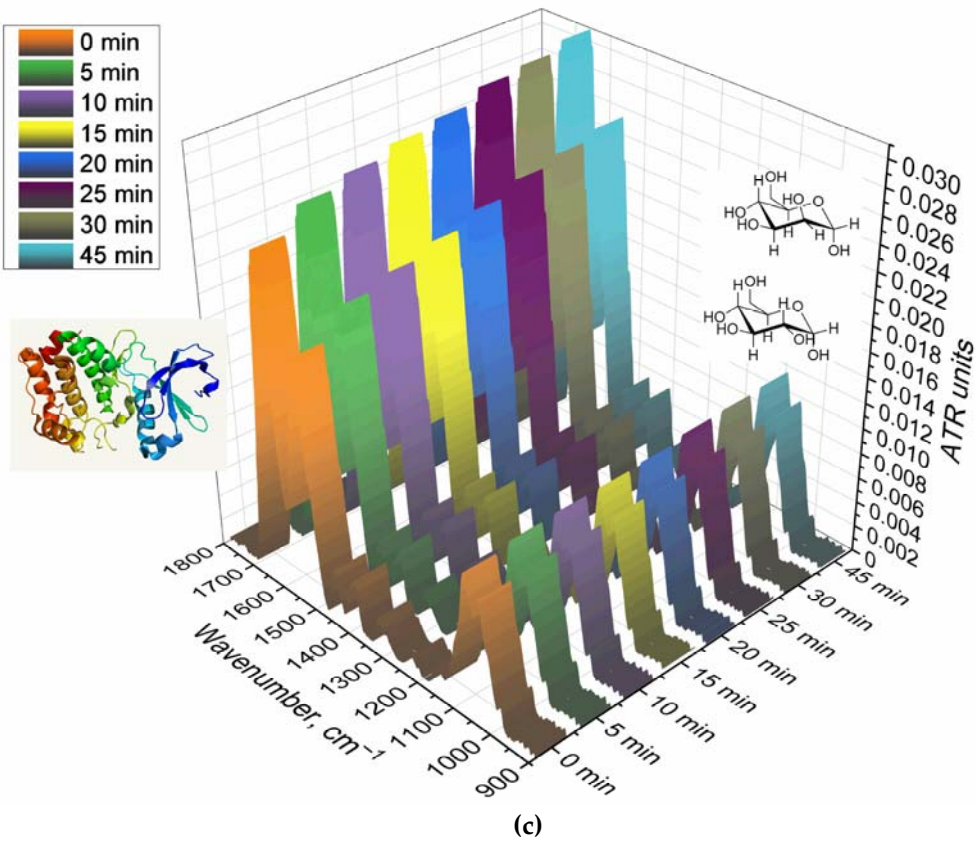 0 min
5 min
10 min
15 min
20 min
25 min
30 min
45 min
0.030
0.028
0.026
0.024
0.022
0.020
0.018
0.016
0.014
0.012
0.010
0.008
0.006
0.004
0.002
0
ATR units
OH
H
HO
O
HO
H
HO
H
H
H
OH
OH
H
H
O
HO
HO
H
OH
H
H
OH
1800
1700
1600
1500
1400
1300
1200
1100
1000
900
Wavenumber, cm⁻¹
45 min
30 min
25 min
20 min
15 min
10 min
5 min
0 min
(c)